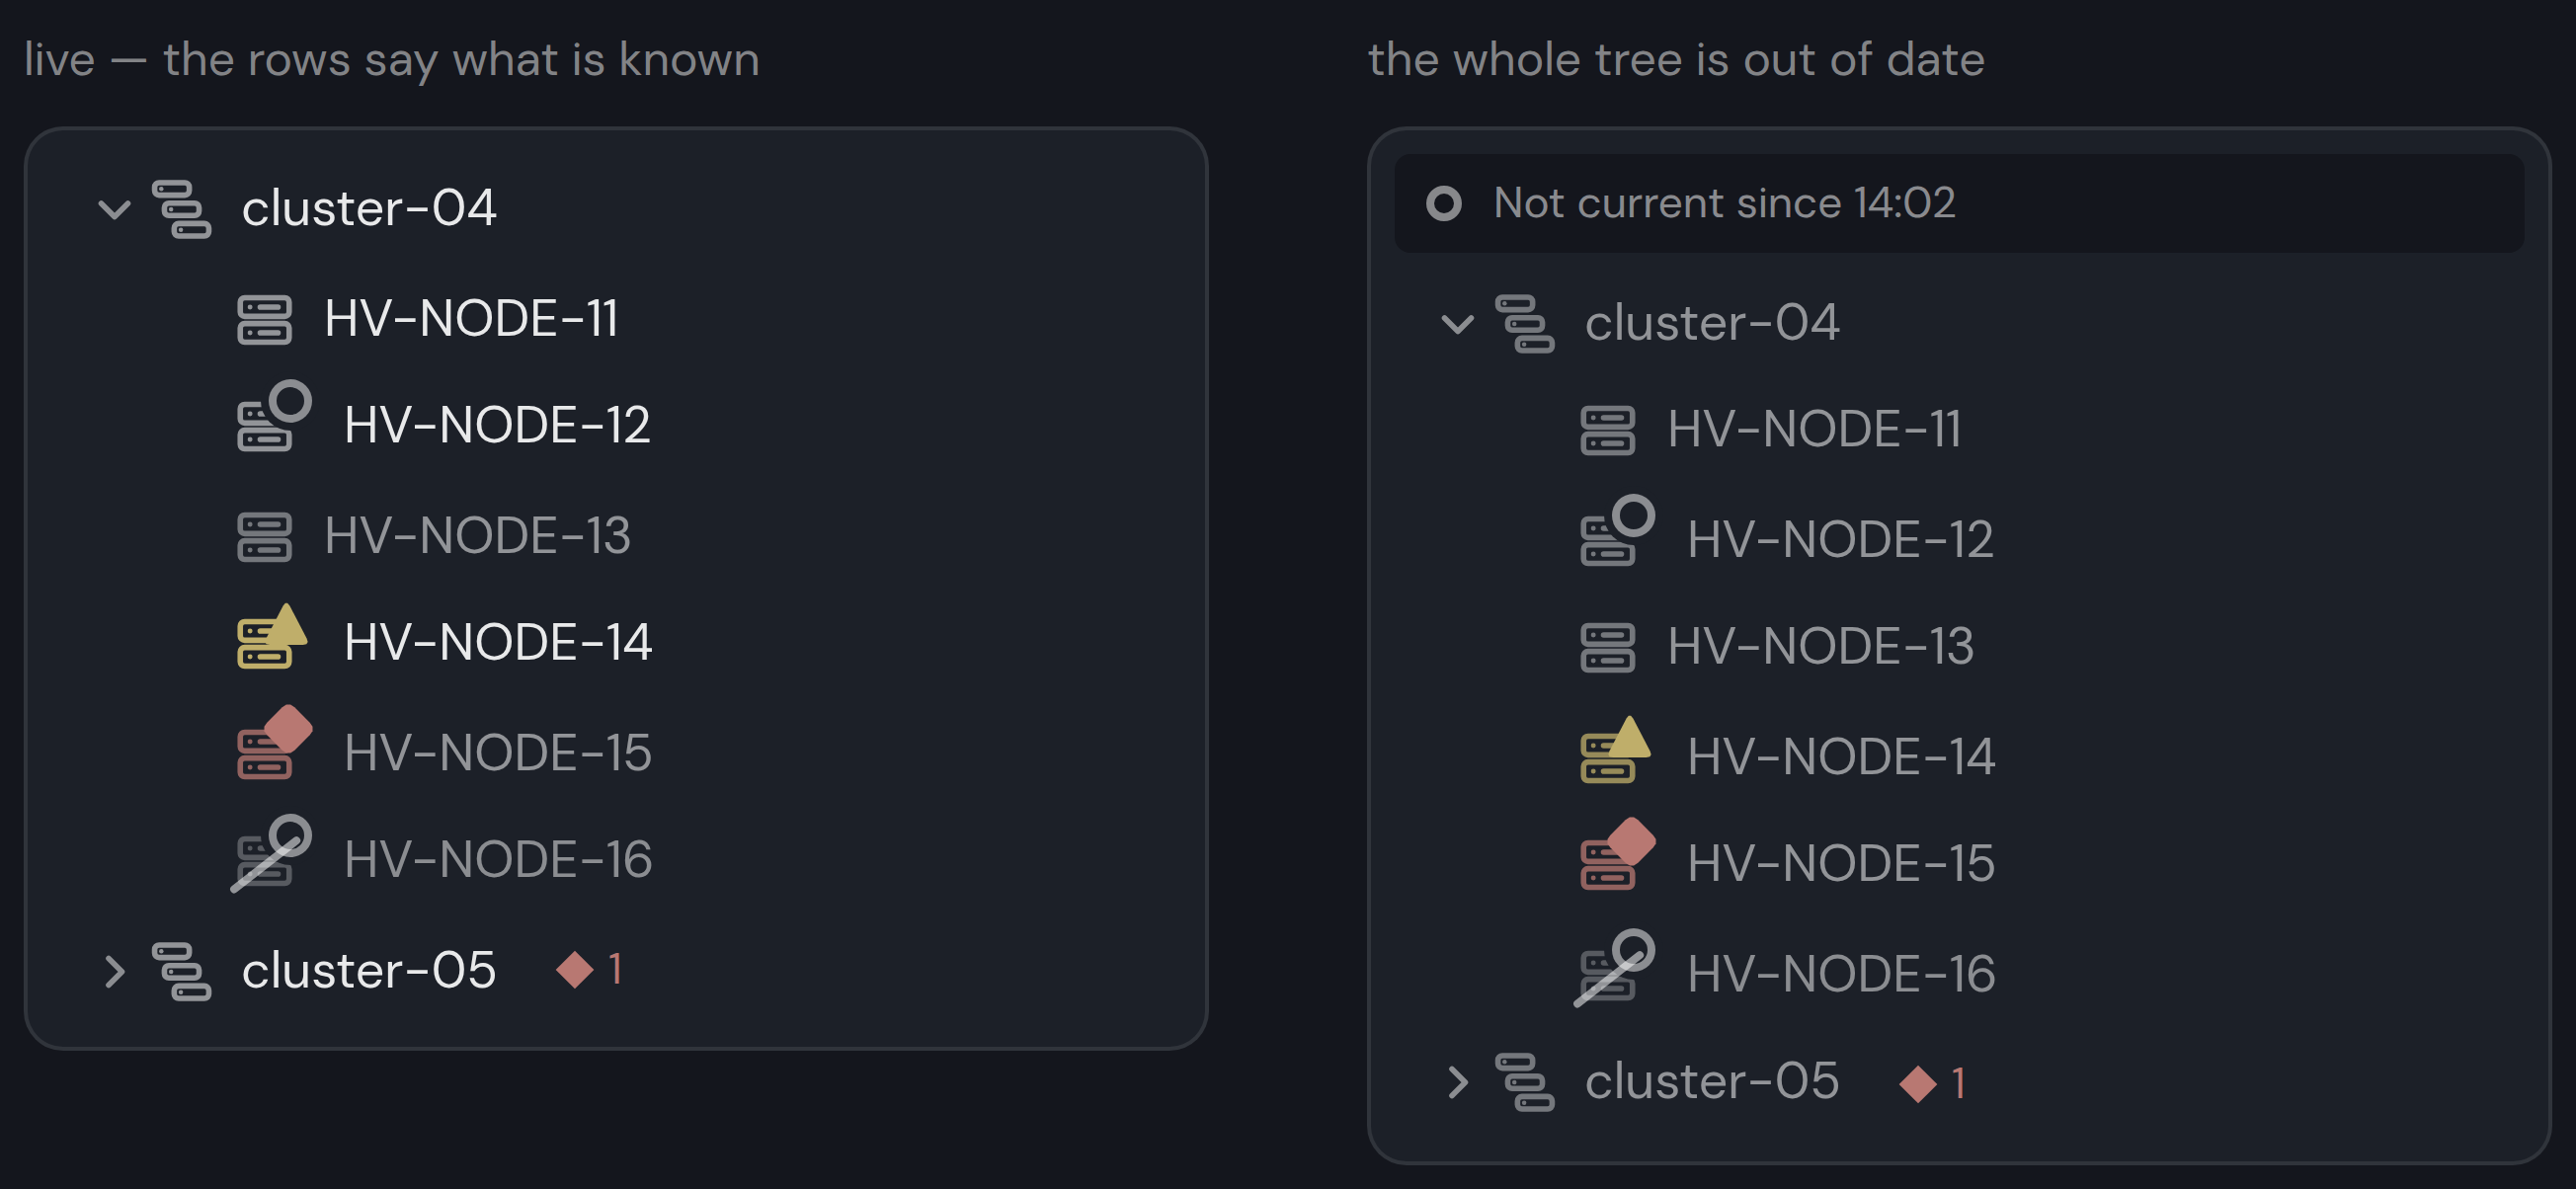 live — the rows say what is known
cluster-04
HV-NODE-11
HV-NODE-12
HV-NODE-13
HV-NODE-14
HV-NODE-15
HV-NODE-16
cluster-05 1
the whole tree is out of date
Not current since 14:02
cluster-04
HV-NODE-11
HV-NODE-12
HV-NODE-13
HV-NODE-14
HV-NODE-15
HV-NODE-16
cluster-05 1